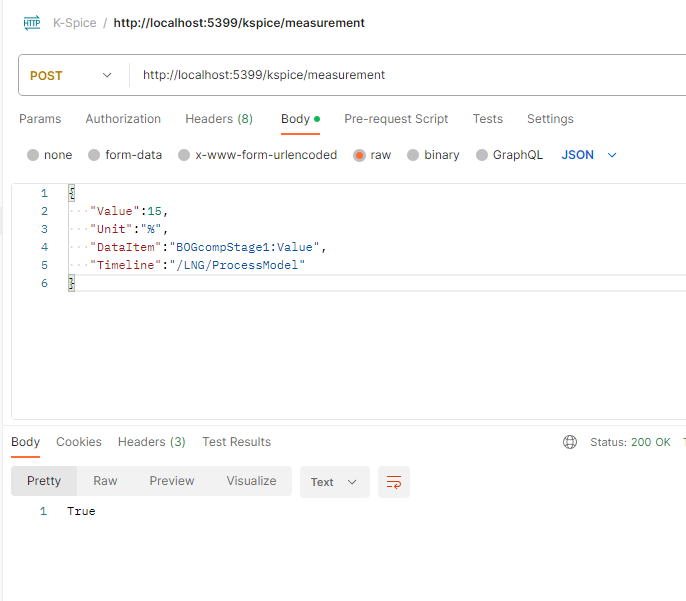 HTTP K-Spice / http://localhost:5399/kspice/measurement
POST http://localhost:5399/kspice/measurement
Params Authorization Headers (8) Body Pre-request Script Tests Settings
none form-data x-www-form-urlencoded raw binary GraphQL JSON
1 {
2 "Value":15,
3 "Unit":"%",
4 "DataItem":"BOGcompStage1:Value",
5 "Timeline":"/LNG/ProcessModel"
6 }
Body Cookies Headers (3) Test Results Status: 200 OK
Pretty Raw Preview Visualize Text
1 True